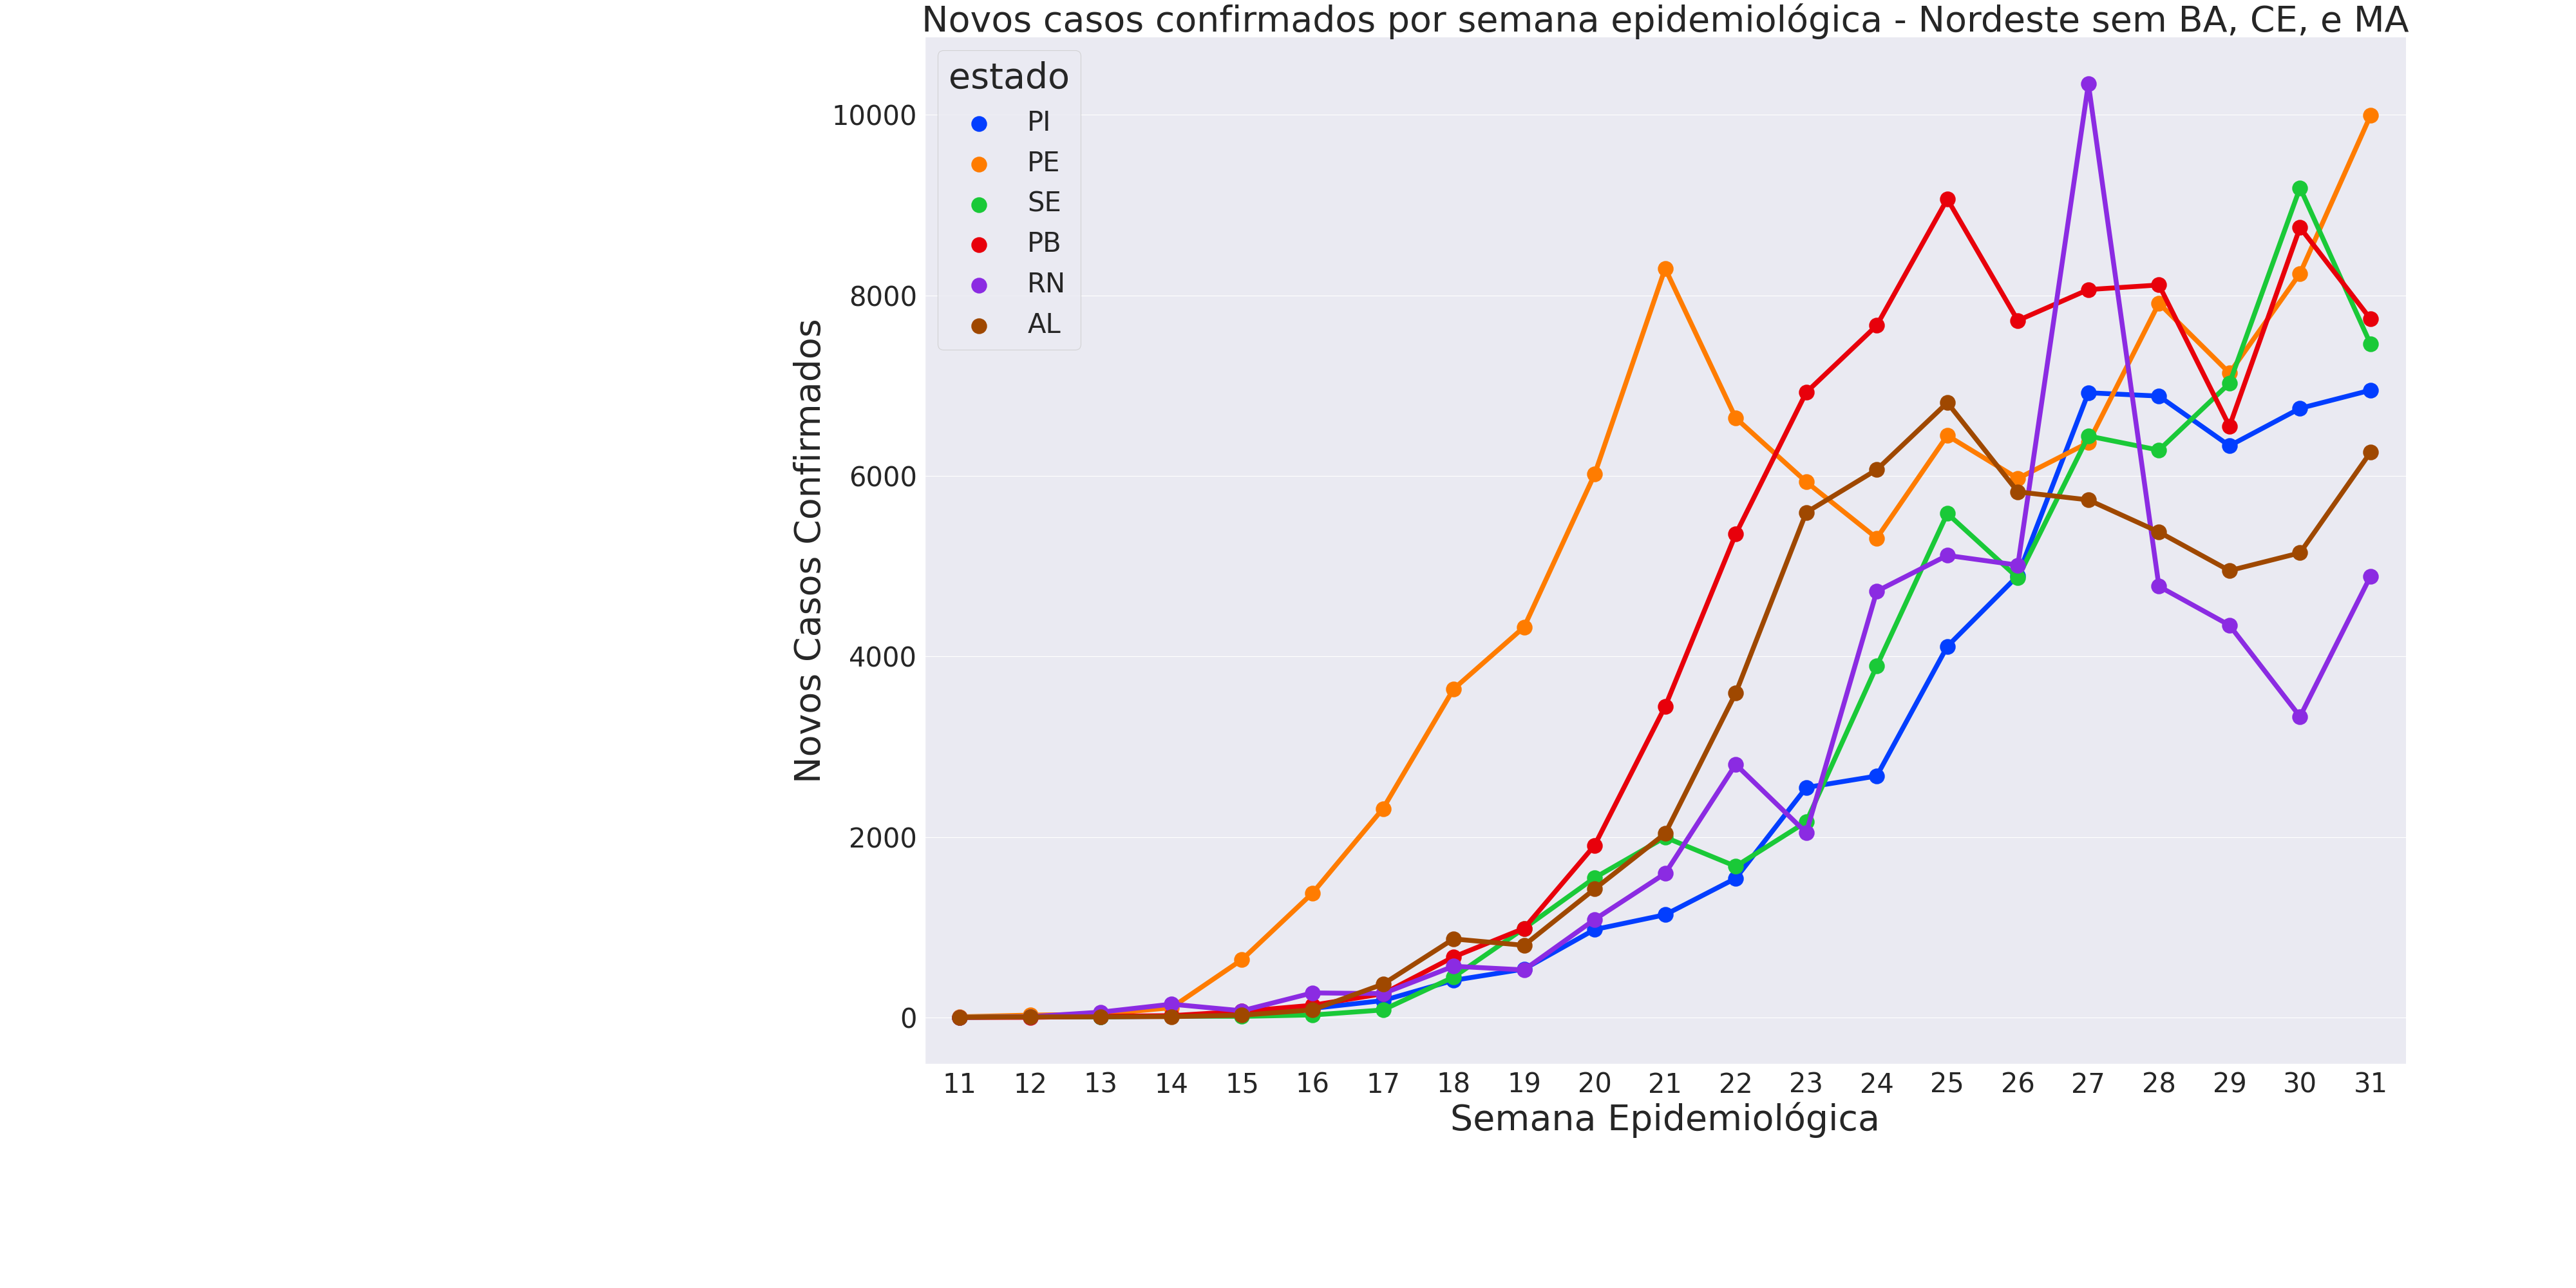 Novos casos confirmados por semana epidemiológica - Nordeste sem BA, CE, e MA
estado
PI
PE
SE
PB
RN
AL
Novos Casos Confirmados
10000
8000
6000
4000
2000
0
11 12 13 14 15 16 17 18 19 20 21 22 23 24 25 26 27 28 29 30 31
Semana Epidemiológica